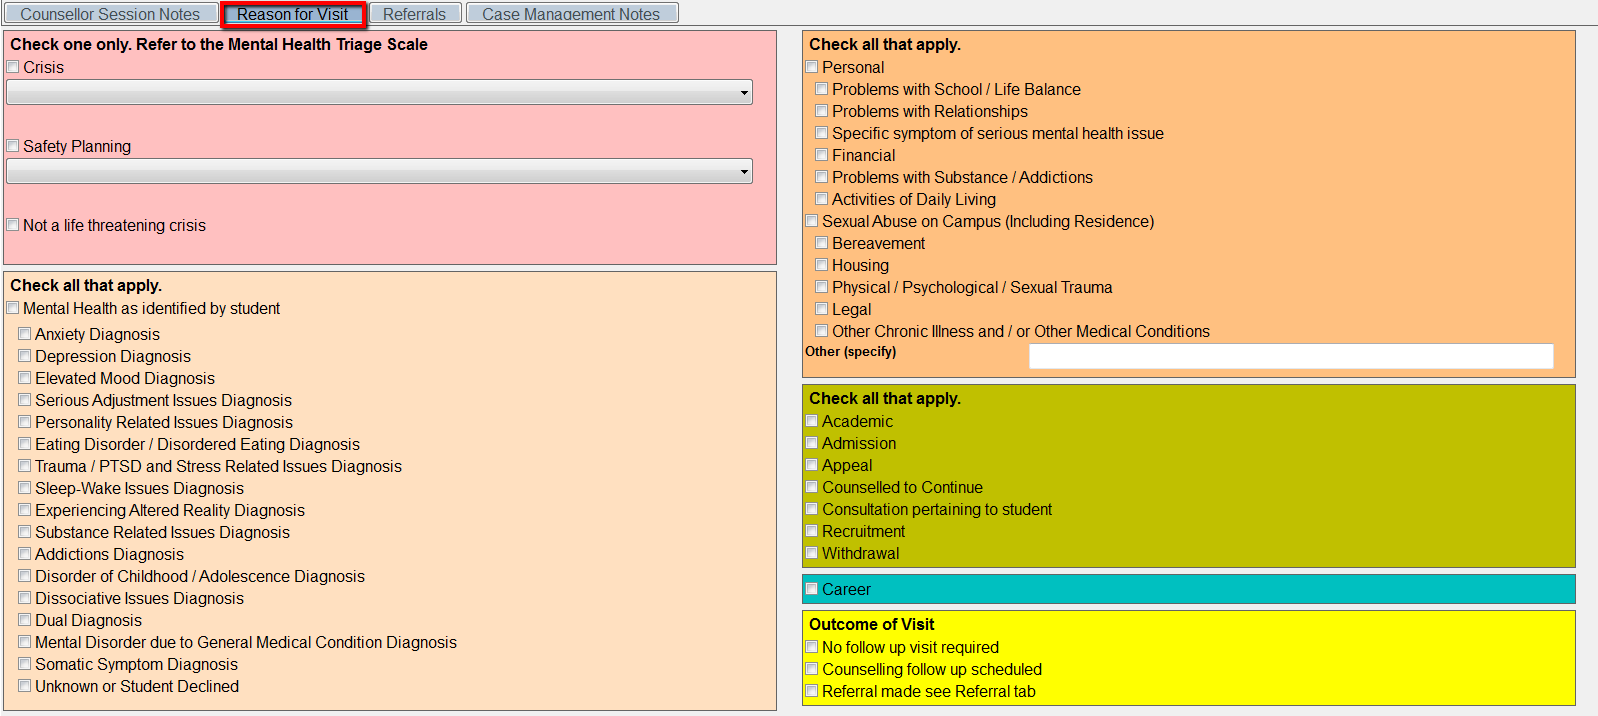 Counsellor Session Notes
Reason for Visit
Referrals
Case Management Notes
Check one only. Refer to the Mental Health Triage Scale
Crisis
Safety Planning
Not a life threatening crisis
Check all that apply.
Mental Health as identified by student
Anxiety Diagnosis
Depression Diagnosis
Elevated Mood Diagnosis
Serious Adjustment Issues Diagnosis
Personality Related Issues Diagnosis
Eating Disorder / Disordered Eating Diagnosis
Trauma / PTSD and Stress Related Issues Diagnosis
Sleep-Wake Issues Diagnosis
Experiencing Altered Reality Diagnosis
Substance Related Issues Diagnosis
Addictions Diagnosis
Disorder of Childhood / Adolescence Diagnosis
Dissociative Issues Diagnosis
Dual Diagnosis
Mental Disorder due to General Medical Condition Diagnosis
Somatic Symptom Diagnosis
Unknown or Student Declined
Check all that apply.
Personal
Problems with School / Life Balance
Problems with Relationships
Specific symptom of serious mental health issue
Financial
Problems with Substance / Addictions
Activities of Daily Living
Sexual Abuse on Campus (Including Residence)
Bereavement
Housing
Physical / Psychological / Sexual Trauma
Legal
Other Chronic Illness and / or Other Medical Conditions
Other (specify)
Check all that apply.
Academic
Admission
Appeal
Counselled to Continue
Consultation pertaining to student
Recruitment
Withdrawal
Career
Outcome of Visit
No follow up visit required
Counselling follow up scheduled
Referral made see Referral tab